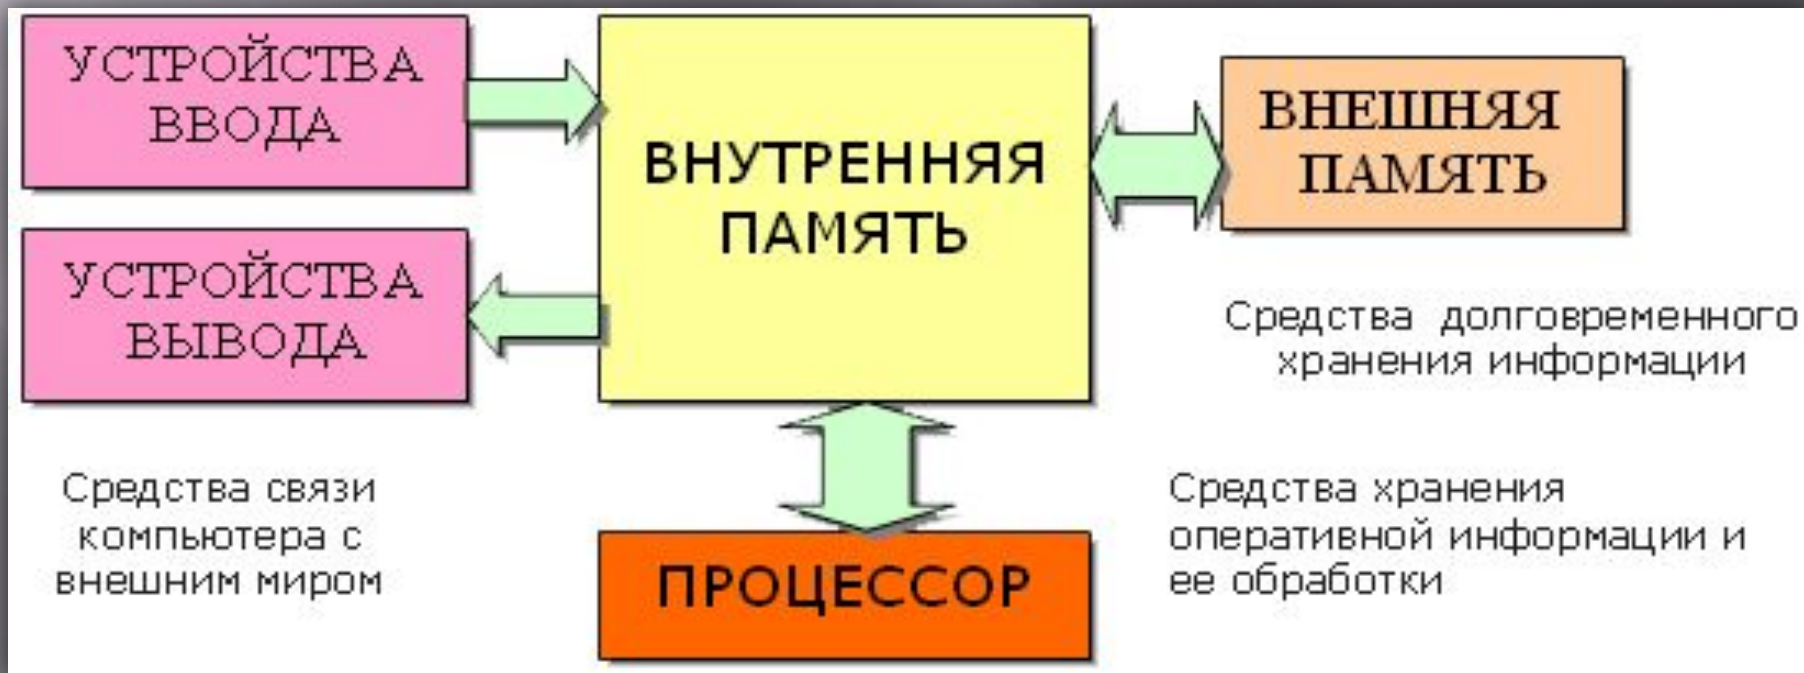 УСТРОЙСТВА
ВВОДА
УСТРОЙСТВА
ВЫВОДА
Средства связи
компьютера с
внешним миром
ВНУТРЕННЯЯ
ПАМЯТЬ
ПРОЦЕССОР
ВНЕШНЯЯ
ПАМЯТЬ
Средства долговременного
хранения информации
Средства хранения
оперативной информации и
ее обработки